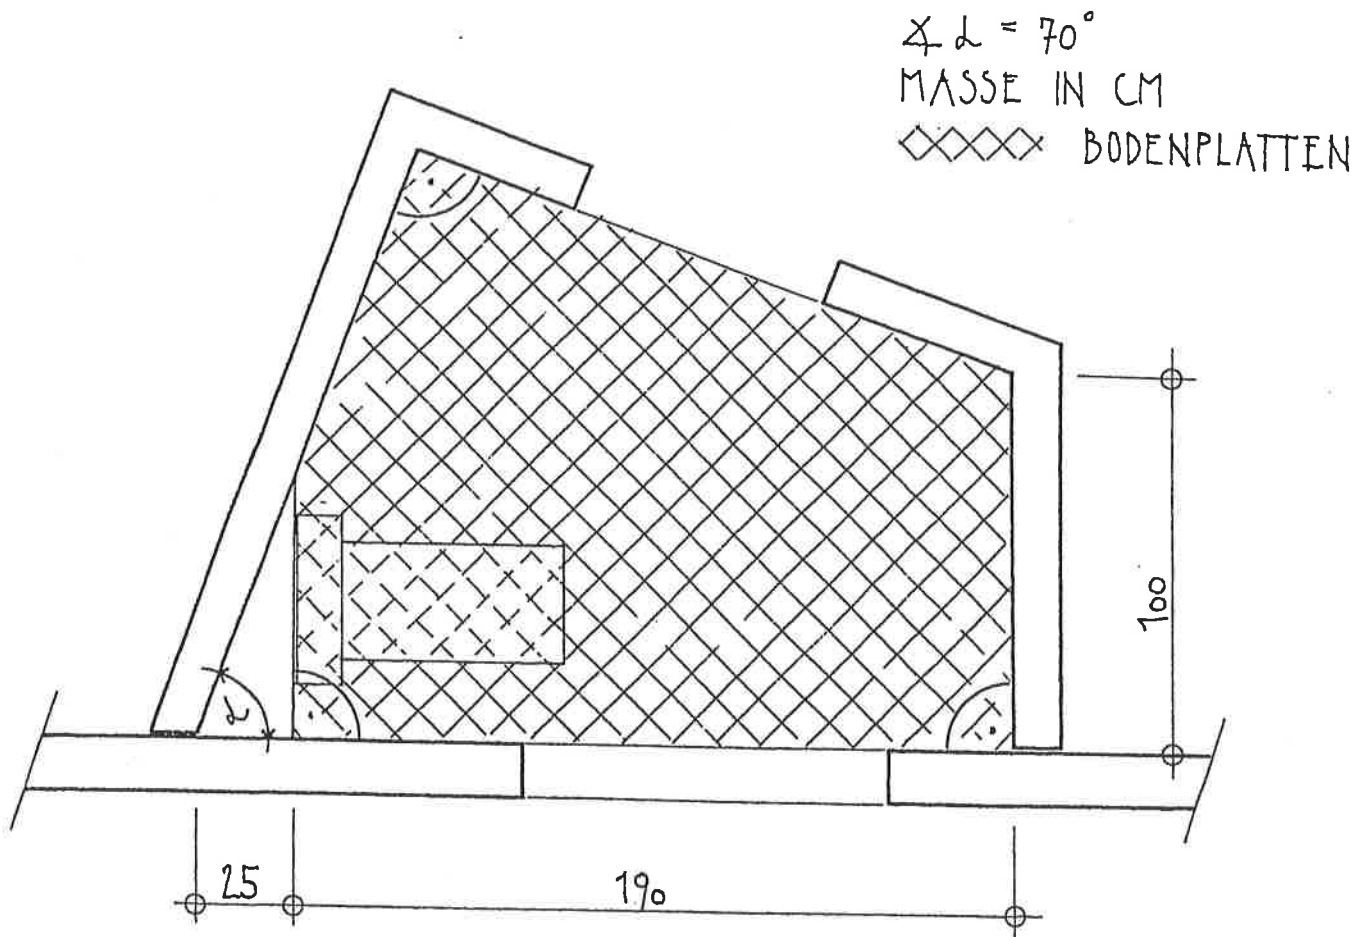 ∡ α = 70°
MASSE IN CM
BODENPLATTEN
α
100
25
190